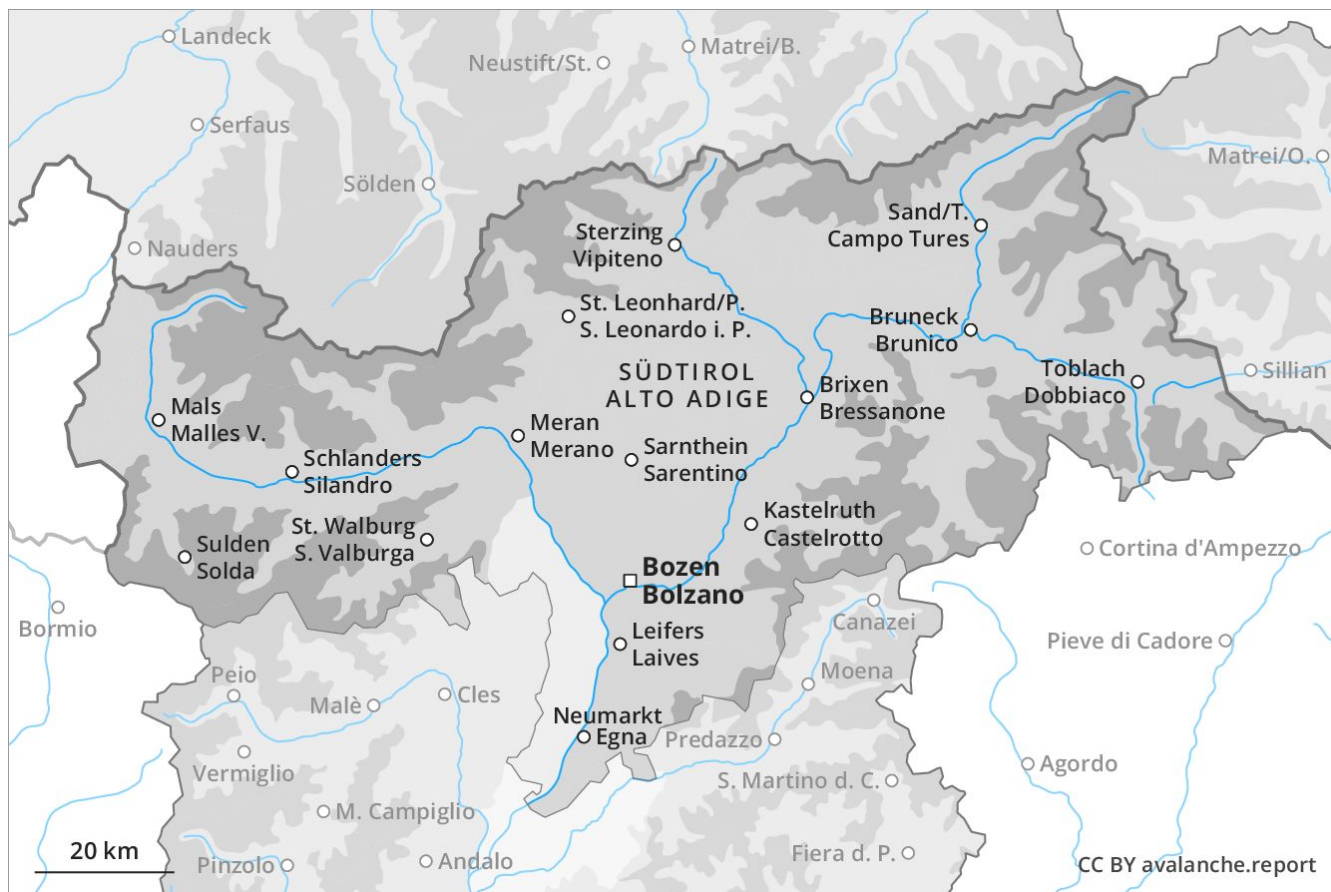 Landeck
Neustift/St.
Matrei/B.
Serfaus
Matrei/O.
Sölden
Nauders
Sterzing
Vipiteno
Sand/T.
Campo Tures
St. Leonhard/P.
S. Leonardo i. P.
Bruneck
Brunico
SÜDTIROL
ALTO ADIGE
Toblach
Dobbiaco
Sillian
Brixen
Bressanone
Mals
Malles V.
Meran
Merano
Sarnthein
Sarentino
Schlanders
Silandro
Kastelruth
Castelrotto
St. Walburg
S. Valburga
Sulden
Solda
Cortina d'Ampezzo
Bozen
Bolzano
Bormio
Canazei
Leifers
Laives
Pieve di Cadore
Peio
Malè
Cles
Moena
Neumarkt
Egna
Predazzo
Vermiglio
Agordo
S. Martino d. C.
M. Campiglio
20 km
Pinzolo
Andalo
Fiera d. P.
CC BY avalanche.report